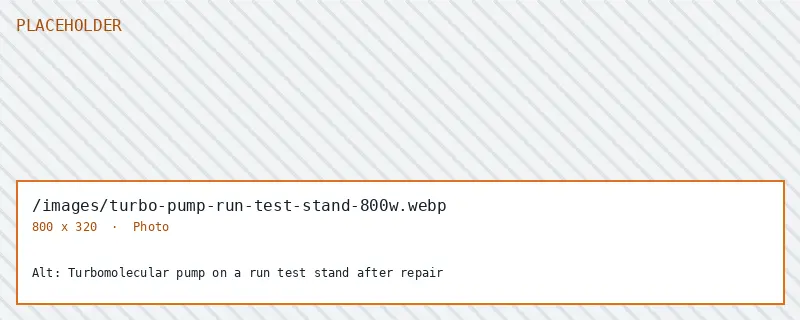 PLACEHOLDER
/images/turbo-pump-run-test-stand-800w.webp
800 x 320 · Photo
Alt: Turbomolecular pump on a run test stand after repair